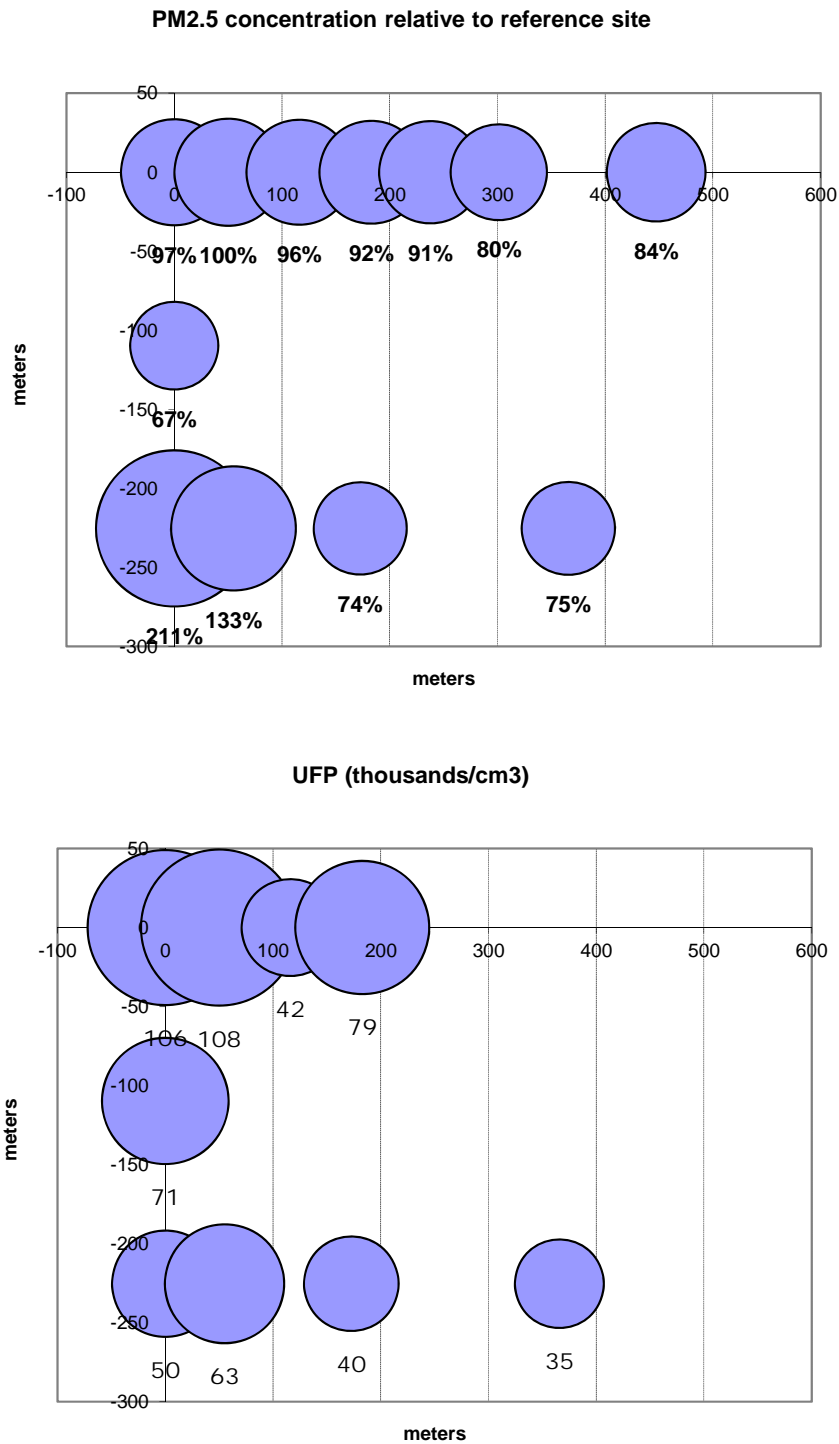 PM2.5 concentration relative to reference site
50
0
-100 0 100 200 300 400 500 600
-50
97% 100% 96% 92% 91% 80% 84%
-100
meters
-150
67%
-200
-250
74% 75%
133%
211%
-300
meters
UFP (thousands/cm3)
50
0
-100 0 100 200 300 400 500 600
-50
42
79
106 108
-100
meters
-150
71
-200
-250
40 35
50 63
-300
meters